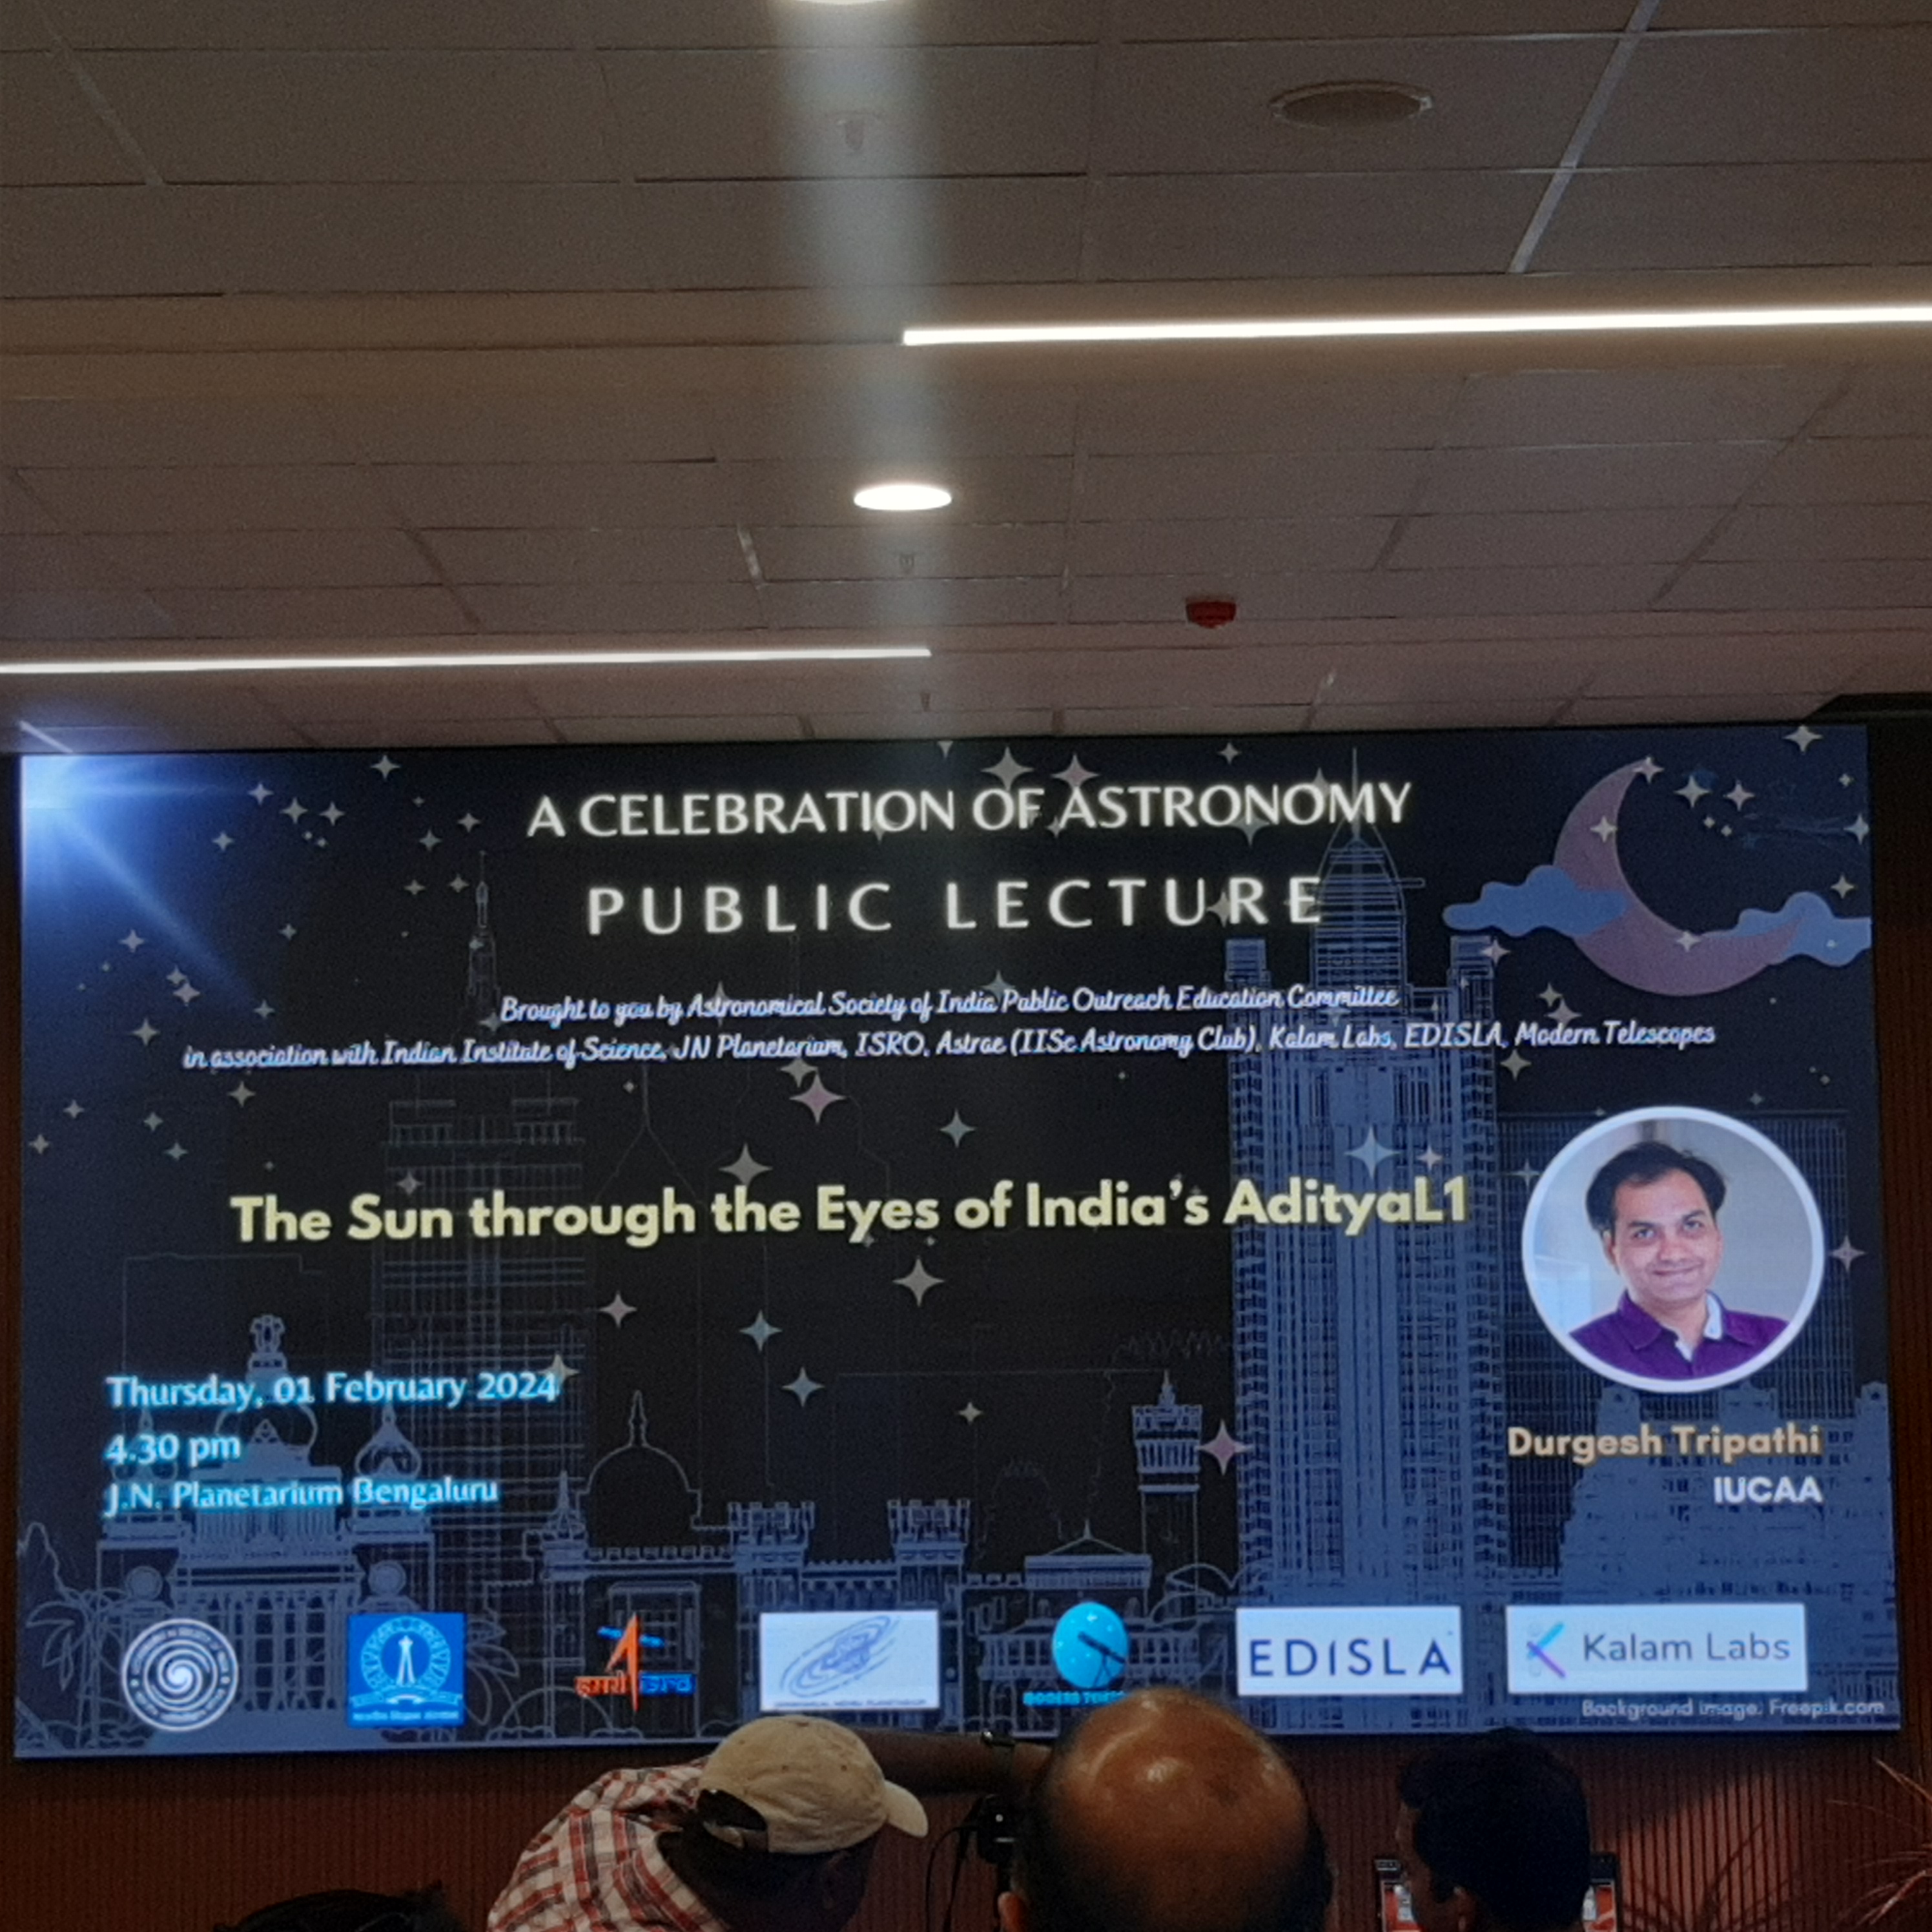 A CELEBRATION OF ASTRONOMY
PUBLIC LECTURE
Brought to you by Astronomical Society of India Public Outreach Education Committee
in association with Indian Institute of Science, JN Planetarium, ISRO, Astrae (IISc Astronomy Club), Kalam Labs, EDISLA, Modern Telescopes
The Sun through the Eyes of India's AdityaL1
Thursday, 01 February 2024
4.30 pm
J.N. Planetarium Bengaluru
Durgesh Tripathi
IUCAA
इसरो isro
MODERN
EDISLA
Kalam Labs
Background image: Freepik.com